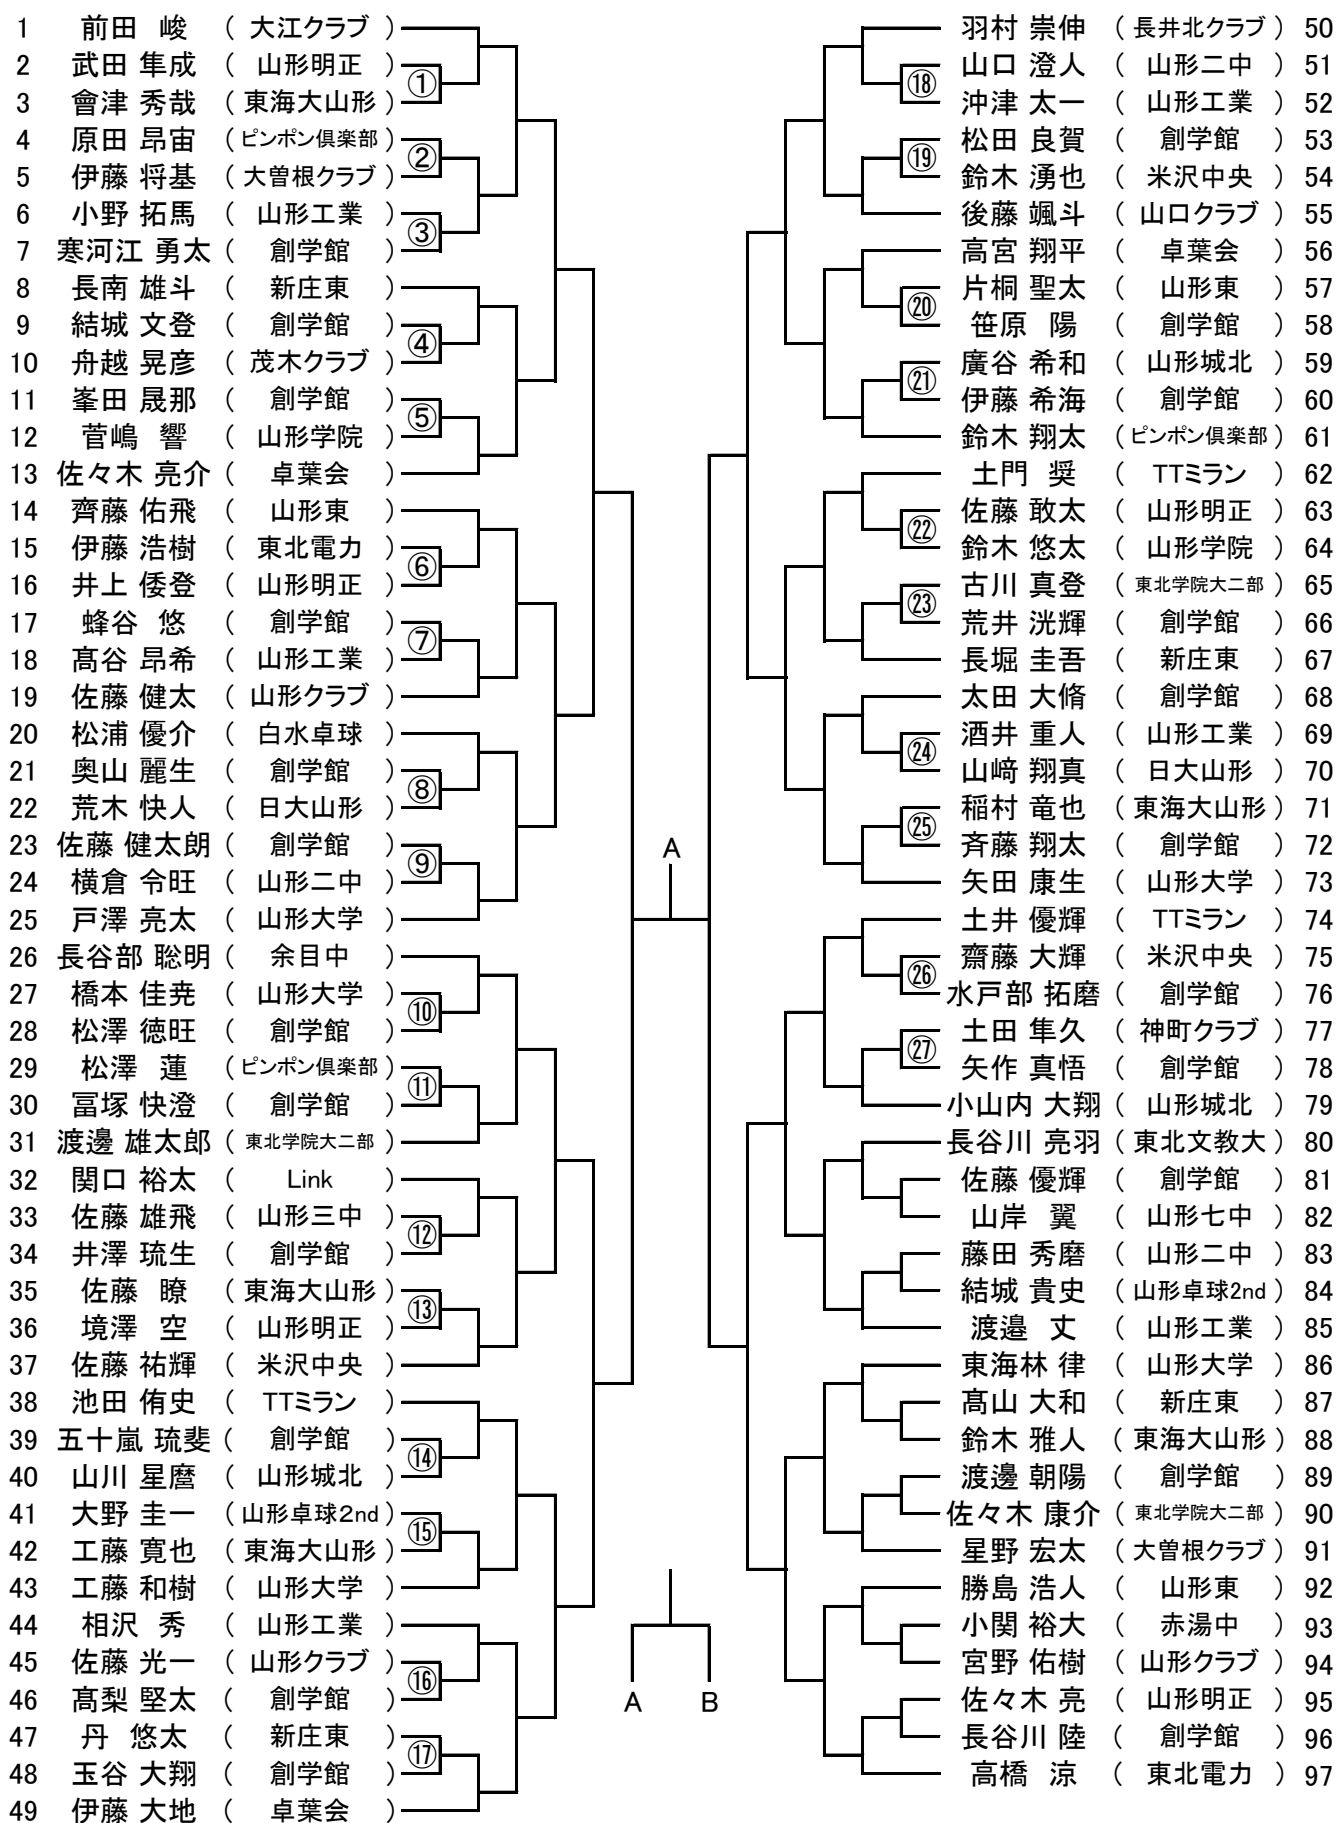 1 前田 峻 ( 大江クラブ )
2 武田 隼成 ( 山形明正 )
①
3 會津 秀哉 ( 東海大山形 )
4 原田 昂宙 ( ピンポン倶楽部 )
②
5 伊藤 将基 ( 大曽根クラブ )
6 小野 拓馬 ( 山形工業 )
③
7 寒河江 勇太 ( 創学館 )
8 長南 雄斗 ( 新庄東 )
9 結城 文登 ( 創学館 )
④
10 舟越 晃彦 ( 茂木クラブ )
11 峯田 晟那 ( 創学館 )
⑤
12 菅嶋 響 ( 山形学院 )
13 佐々木 亮介 ( 卓葉会 )
14 齊藤 佑飛 ( 山形東 )
15 伊藤 浩樹 ( 東北電力 )
⑥
16 井上 倭登 ( 山形明正 )
17 蜂谷 悠 ( 創学館 )
⑦
18 髙谷 昂希 ( 山形工業 )
19 佐藤 健太 ( 山形クラブ )
20 松浦 優介 ( 白水卓球 )
21 奥山 麗生 ( 創学館 )
⑧
22 荒木 快人 ( 日大山形 )
23 佐藤 健太朗 ( 創学館 )
⑨
24 横倉 令旺 ( 山形二中 )
25 戸澤 亮太 ( 山形大学 )
26 長谷部 聡明 ( 余目中 )
27 橋本 佳尭 ( 山形大学 )
⑩
28 松澤 徳旺 ( 創学館 )
29 松澤 蓮 ( ピンポン倶楽部 )
⑪
30 冨塚 快澄 ( 創学館 )
31 渡邊 雄太郎 ( 東北学院大二部 )
32 関口 裕太 ( Link )
33 佐藤 雄飛 ( 山形三中 )
⑫
34 井澤 琉生 ( 創学館 )
35 佐藤 瞭 ( 東海大山形 )
⑬
36 境澤 空 ( 山形明正 )
37 佐藤 祐輝 ( 米沢中央 )
38 池田 侑史 ( TTミラン )
39 五十嵐 琉斐 ( 創学館 )
⑭
40 山川 星麿 ( 山形城北 )
41 大野 圭一 ( 山形卓球2nd )
⑮
42 工藤 寛也 ( 東海大山形 )
43 工藤 和樹 ( 山形大学 )
44 相沢 秀 ( 山形工業 )
45 佐藤 光一 ( 山形クラブ )
⑯
46 髙梨 堅太 ( 創学館 )
47 丹 悠太 ( 新庄東 )
⑰
48 玉谷 大翔 ( 創学館 )
49 伊藤 大地 ( 卓葉会 )
A
A B
羽村 崇伸 ( 長井北クラブ ) 50
山口 澄人 ( 山形二中 ) 51
⑱
沖津 太一 ( 山形工業 ) 52
松田 良賀 ( 創学館 ) 53
⑲
鈴木 湧也 ( 米沢中央 ) 54
後藤 颯斗 ( 山口クラブ ) 55
高宮 翔平 ( 卓葉会 ) 56
片桐 聖太 ( 山形東 ) 57
⑳
笹原 陽 ( 創学館 ) 58
廣谷 希和 ( 山形城北 ) 59
㉑
伊藤 希海 ( 創学館 ) 60
鈴木 翔太 ( ピンポン倶楽部 ) 61
土門 奨 ( TTミラン ) 62
佐藤 敢太 ( 山形明正 ) 63
㉒
鈴木 悠太 ( 山形学院 ) 64
古川 真登 ( 東北学院大二部 ) 65
㉓
荒井 洸輝 ( 創学館 ) 66
長堀 圭吾 ( 新庄東 ) 67
太田 大脩 ( 創学館 ) 68
酒井 重人 ( 山形工業 ) 69
㉔
山﨑 翔真 ( 日大山形 ) 70
稲村 竜也 ( 東海大山形 ) 71
㉕
斉藤 翔太 ( 創学館 ) 72
矢田 康生 ( 山形大学 ) 73
土井 優輝 ( TTミラン ) 74
齋藤 大輝 ( 米沢中央 ) 75
㉖
水戸部 拓磨 ( 創学館 ) 76
土田 隼久 ( 神町クラブ ) 77
㉗
矢作 真悟 ( 創学館 ) 78
小山内 大翔 ( 山形城北 ) 79
長谷川 亮羽 ( 東北文教大 ) 80
佐藤 優輝 ( 創学館 ) 81
山岸 翼 ( 山形七中 ) 82
藤田 秀磨 ( 山形二中 ) 83
結城 貴史 ( 山形卓球2nd ) 84
渡邉 丈 ( 山形工業 ) 85
東海林 律 ( 山形大学 ) 86
髙山 大和 ( 新庄東 ) 87
鈴木 雅人 ( 東海大山形 ) 88
渡邊 朝陽 ( 創学館 ) 89
佐々木 康介 ( 東北学院大二部 ) 90
星野 宏太 ( 大曽根クラブ ) 91
勝島 浩人 ( 山形東 ) 92
小関 裕大 ( 赤湯中 ) 93
宮野 佑樹 ( 山形クラブ ) 94
佐々木 亮 ( 山形明正 ) 95
長谷川 陸 ( 創学館 ) 96
高橋 涼 ( 東北電力 ) 97